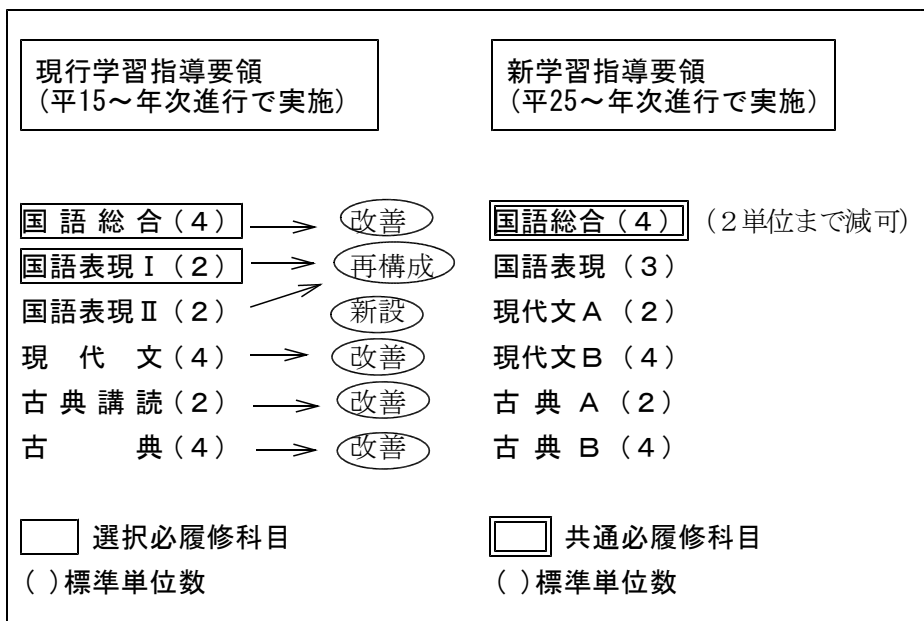 現行学習指導要領
(平15～年次進行で実施)
新学習指導要領
(平25～年次進行で実施)
国語総合(4) 改善 国語総合(4) (2単位まで減可)
国語表現Ⅰ(2) 再構成 国語表現(3)
国語表現Ⅱ(2) 新設 現代文A(2)
現代文(4) 改善 現代文B(4)
古典講読(2) 改善 古典A(2)
古典(4) 改善 古典B(4)
選択必履修科目
( )標準単位数
共通必履修科目
( )標準単位数